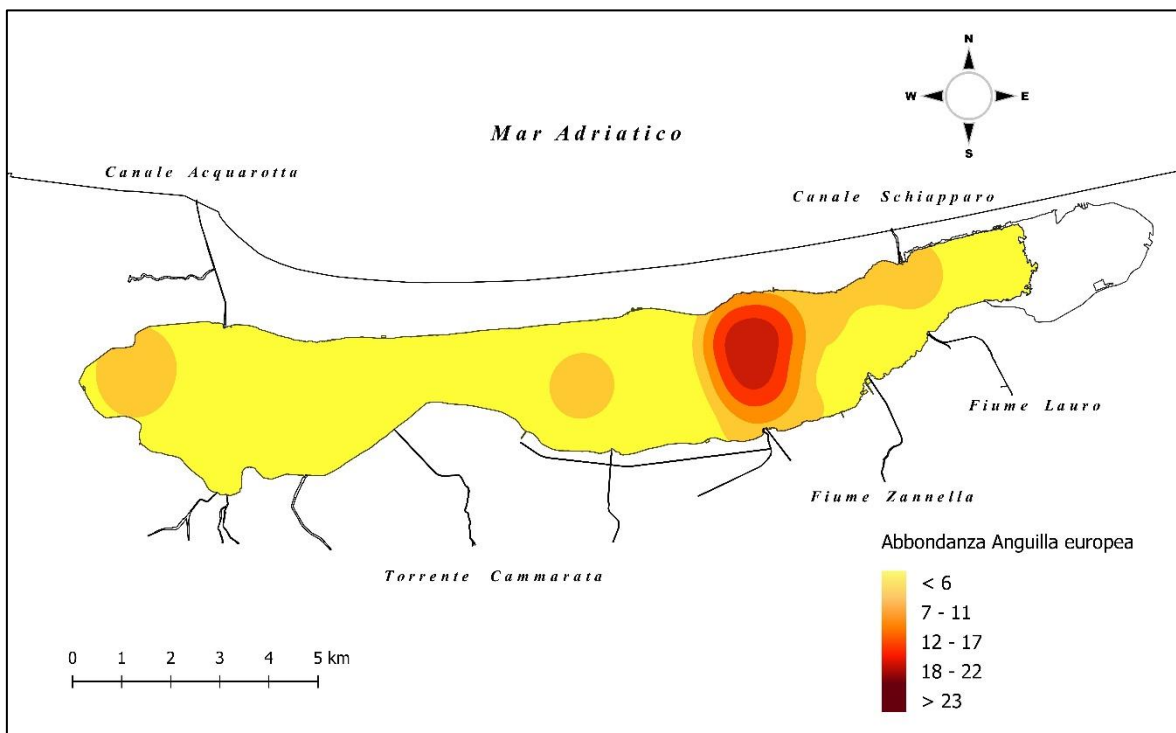 N
W E
S
Mar Adriatico
Canale Acquarotta
Canale Schiapparo
Fiume Lauro
Fiume Zannella
Torrente Cammarata
Abbondanza Anguilla europea
< 6
7 - 11
12 - 17
18 - 22
> 23
0 1 2 3 4 5 km